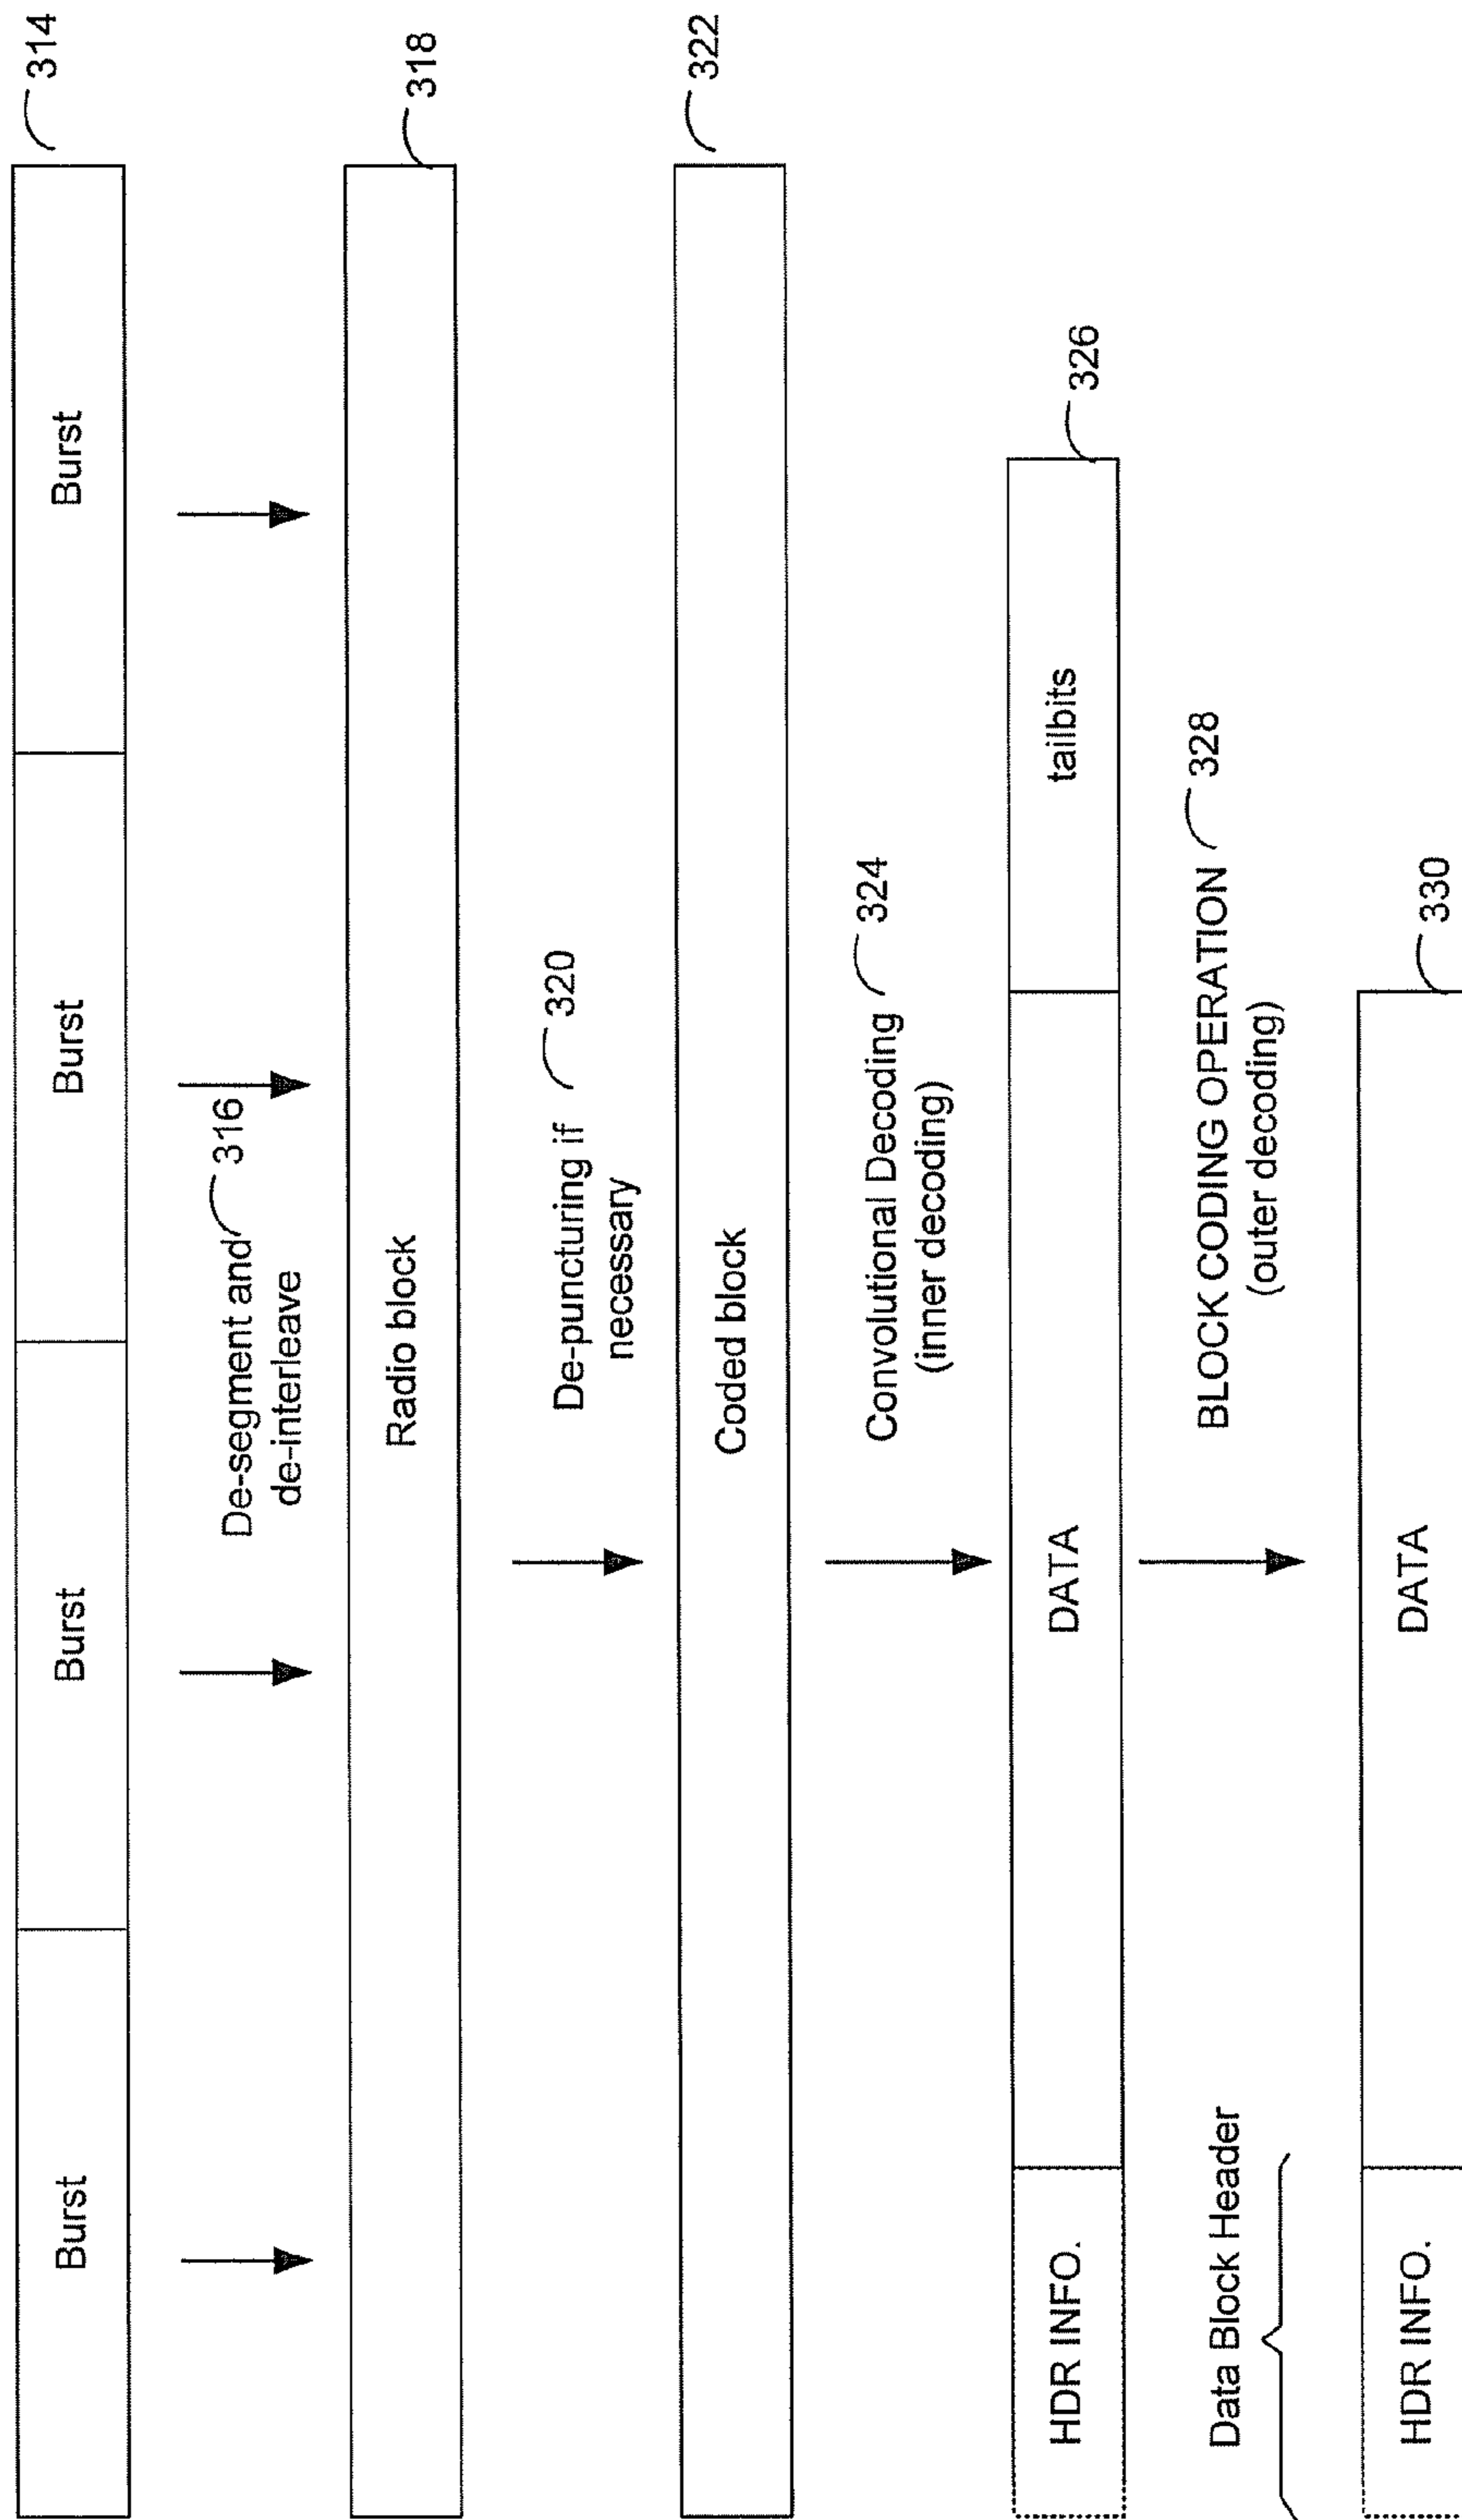 Burst Burst Burst Burst 314
De-segment and 316
de-interleave
Radio block 318
De-puncturing if 320
necessary
Coded block 322
Convolutional Decoding 324
(inner decoding)
HDR INFO. DATA tailbits 326
BLOCK CODING OPERATION 328
(outer decoding)
Data Block Header
HDR INFO. DATA 330